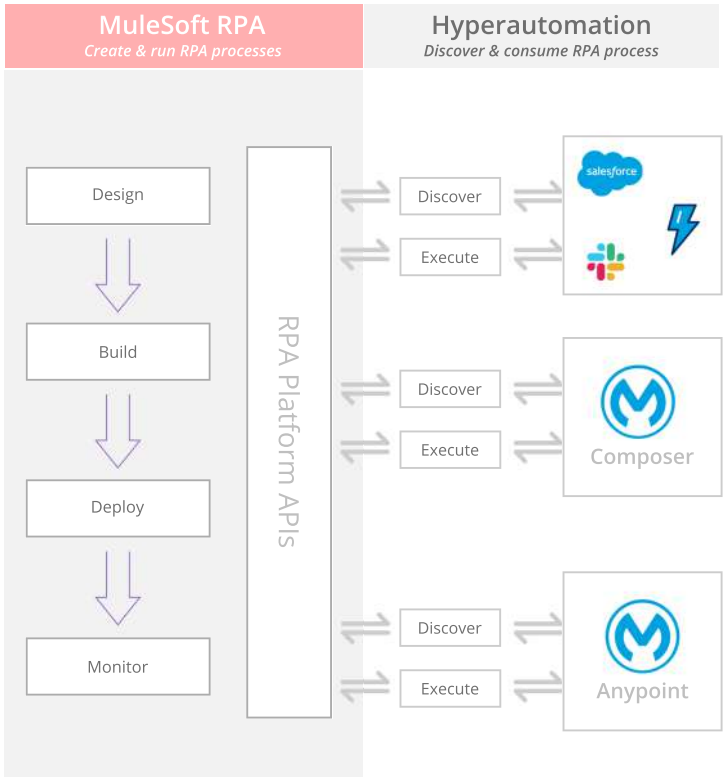 MuleSoft RPA
Create & run RPA processes
Hyperautomation
Discover & consume RPA process
Design
Build
Deploy
Monitor
RPA Platform APIs
Discover
Execute
salesforce
Discover
Execute
Composer
Discover
Execute
Anypoint